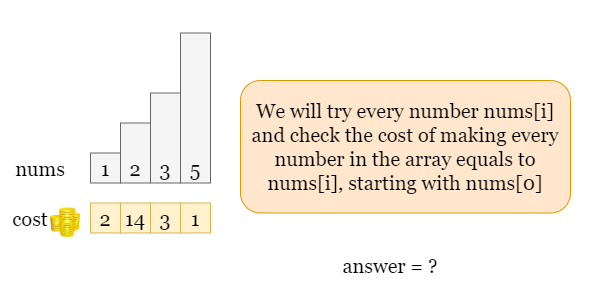 We will try every number nums[i]
and check the cost of making every
number in the array equals to
nums[i], starting with nums[0]
nums 1 2 3 5
cost 2 14 3 1
answer = ?